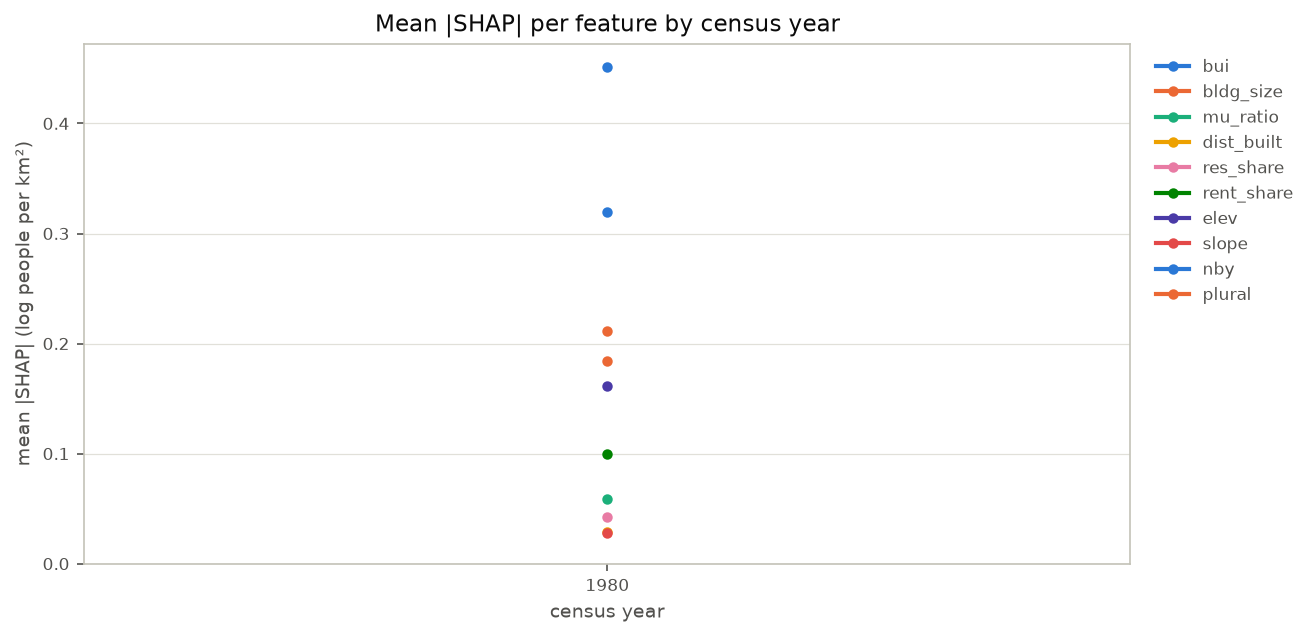 Mean |SHAP| per feature by census year
mean |SHAP| (log people per km²)
0.4
0.3
0.2
0.1
0.0
1980
census year
bui
bldg_size
mu_ratio
dist_built
res_share
rent_share
elev
slope
nby
plural